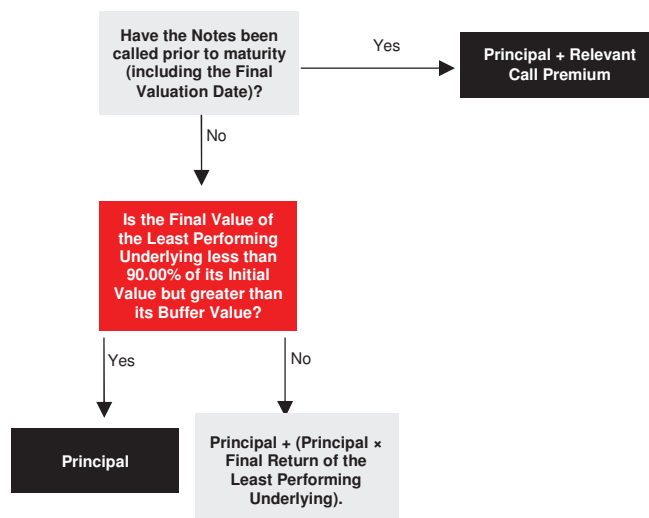 Have the Notes been
called prior to maturity
(including the Final
Valuation Date)?
Yes
Principal + Relevant
Call Premium
No
Is the Final Value of
the Least Performing
Underlying less than
90.00% of its Initial
Value but greater than
its Buffer Value?
Yes
No
Principal
Principal + (Principal ×
Final Return of the
Least Performing
Underlying).